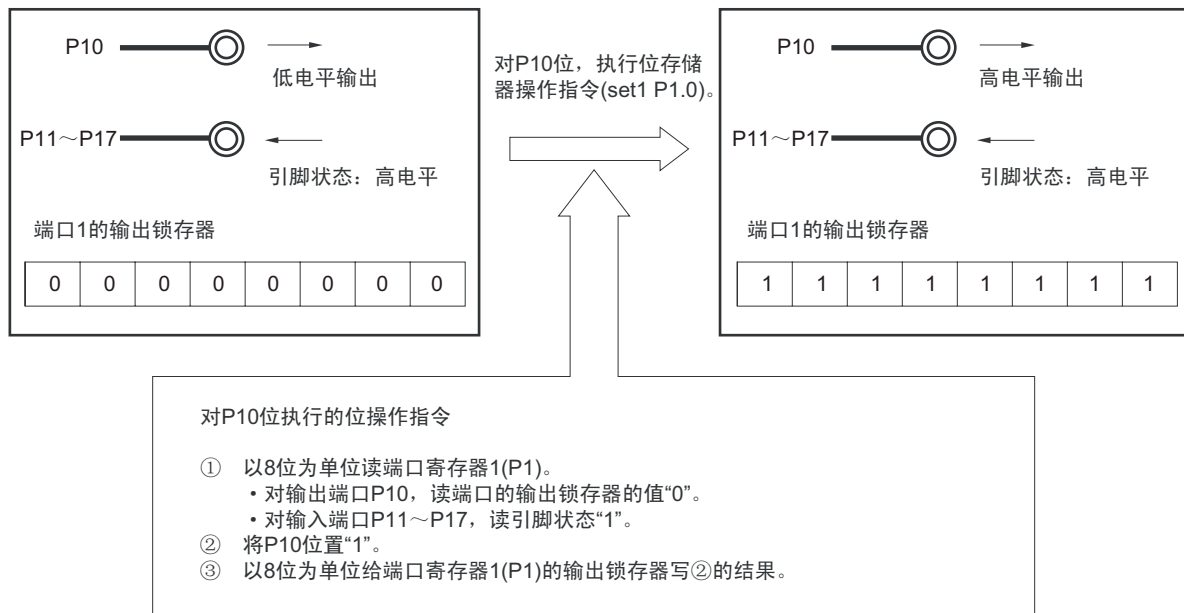 P10
低电平输出
P11～P17
引脚状态：高电平
端口1的输出锁存器
0 0 0 0 0 0 0 0
对P10位，执行位存储
器操作指令(set1 P1.0)。
P10
高电平输出
P11～P17
引脚状态：高电平
端口1的输出锁存器
1 1 1 1 1 1 1 1
对P10位执行的位操作指令
① 以8位为单位读端口寄存器1(P1)。
•对输出端口P10，读端口的输出锁存器的值“0”。
•对输入端口P11～P17，读引脚状态“1”。
② 将P10位置“1”。
③ 以8位为单位给端口寄存器1(P1)的输出锁存器写②的结果。